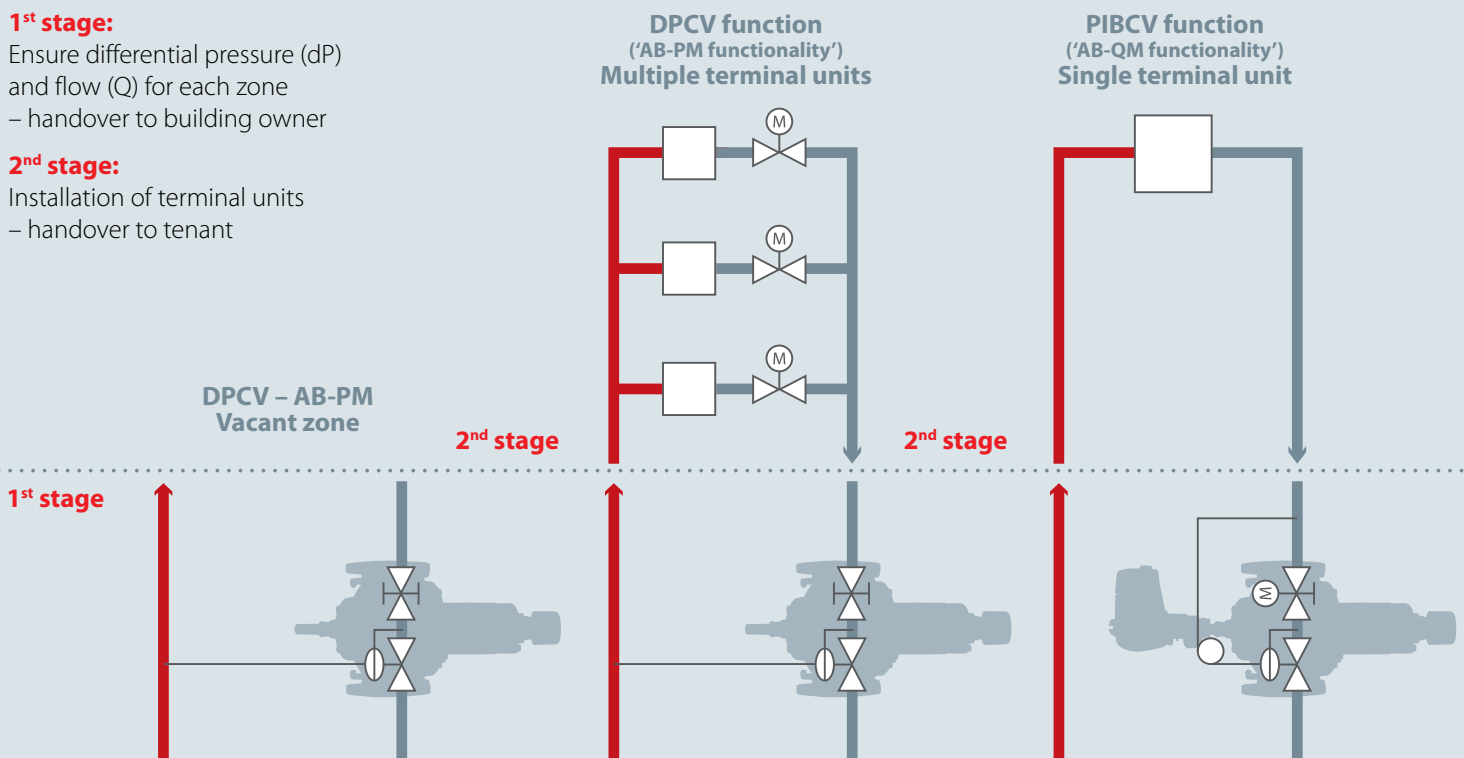 1st stage:
Ensure differential pressure (dP)
and flow (Q) for each zone
– handover to building owner
2nd stage:
Installation of terminal units
– handover to tenant
DPCV function
('AB-PM functionality')
Multiple terminal units
PIBCV function
('AB-QM functionality')
Single terminal unit
M
M
M
DPCV – AB-PM
Vacant zone
2nd stage
2nd stage
1st stage
M